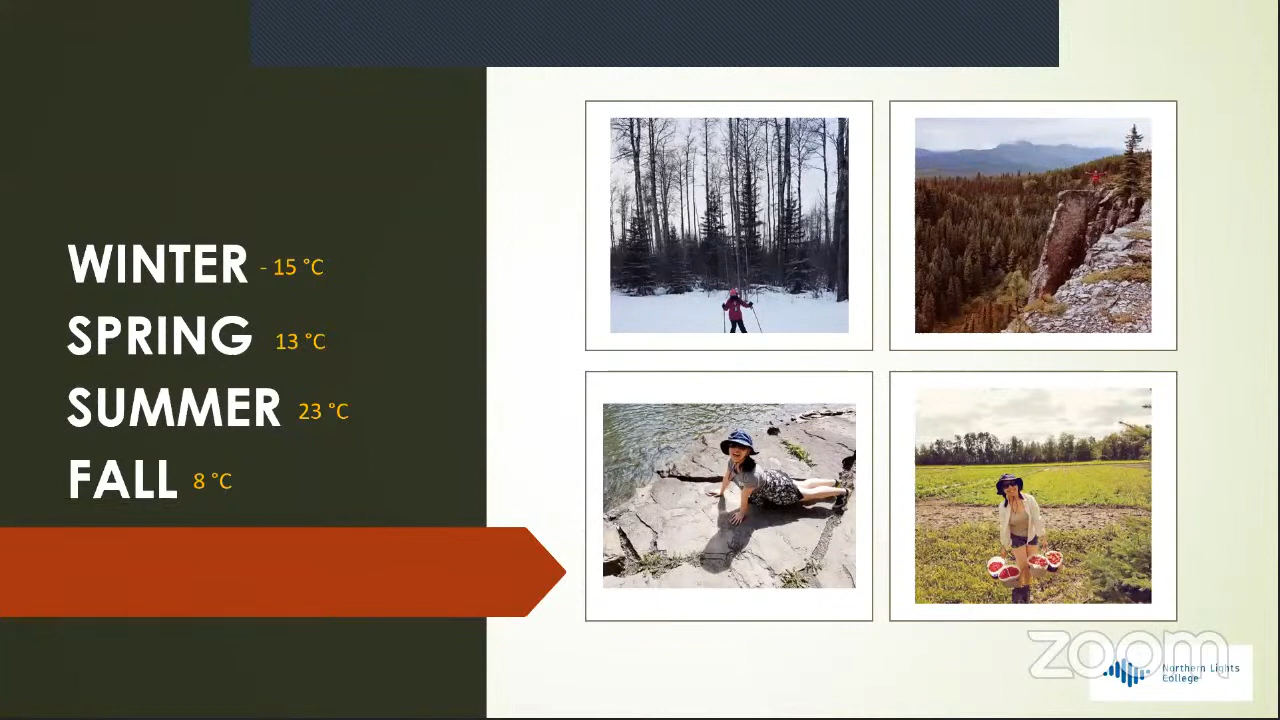 WINTER - 15 °C
SPRING 13 °C
SUMMER 23 °C
FALL 8 °C
zoom
Northern Lights
College